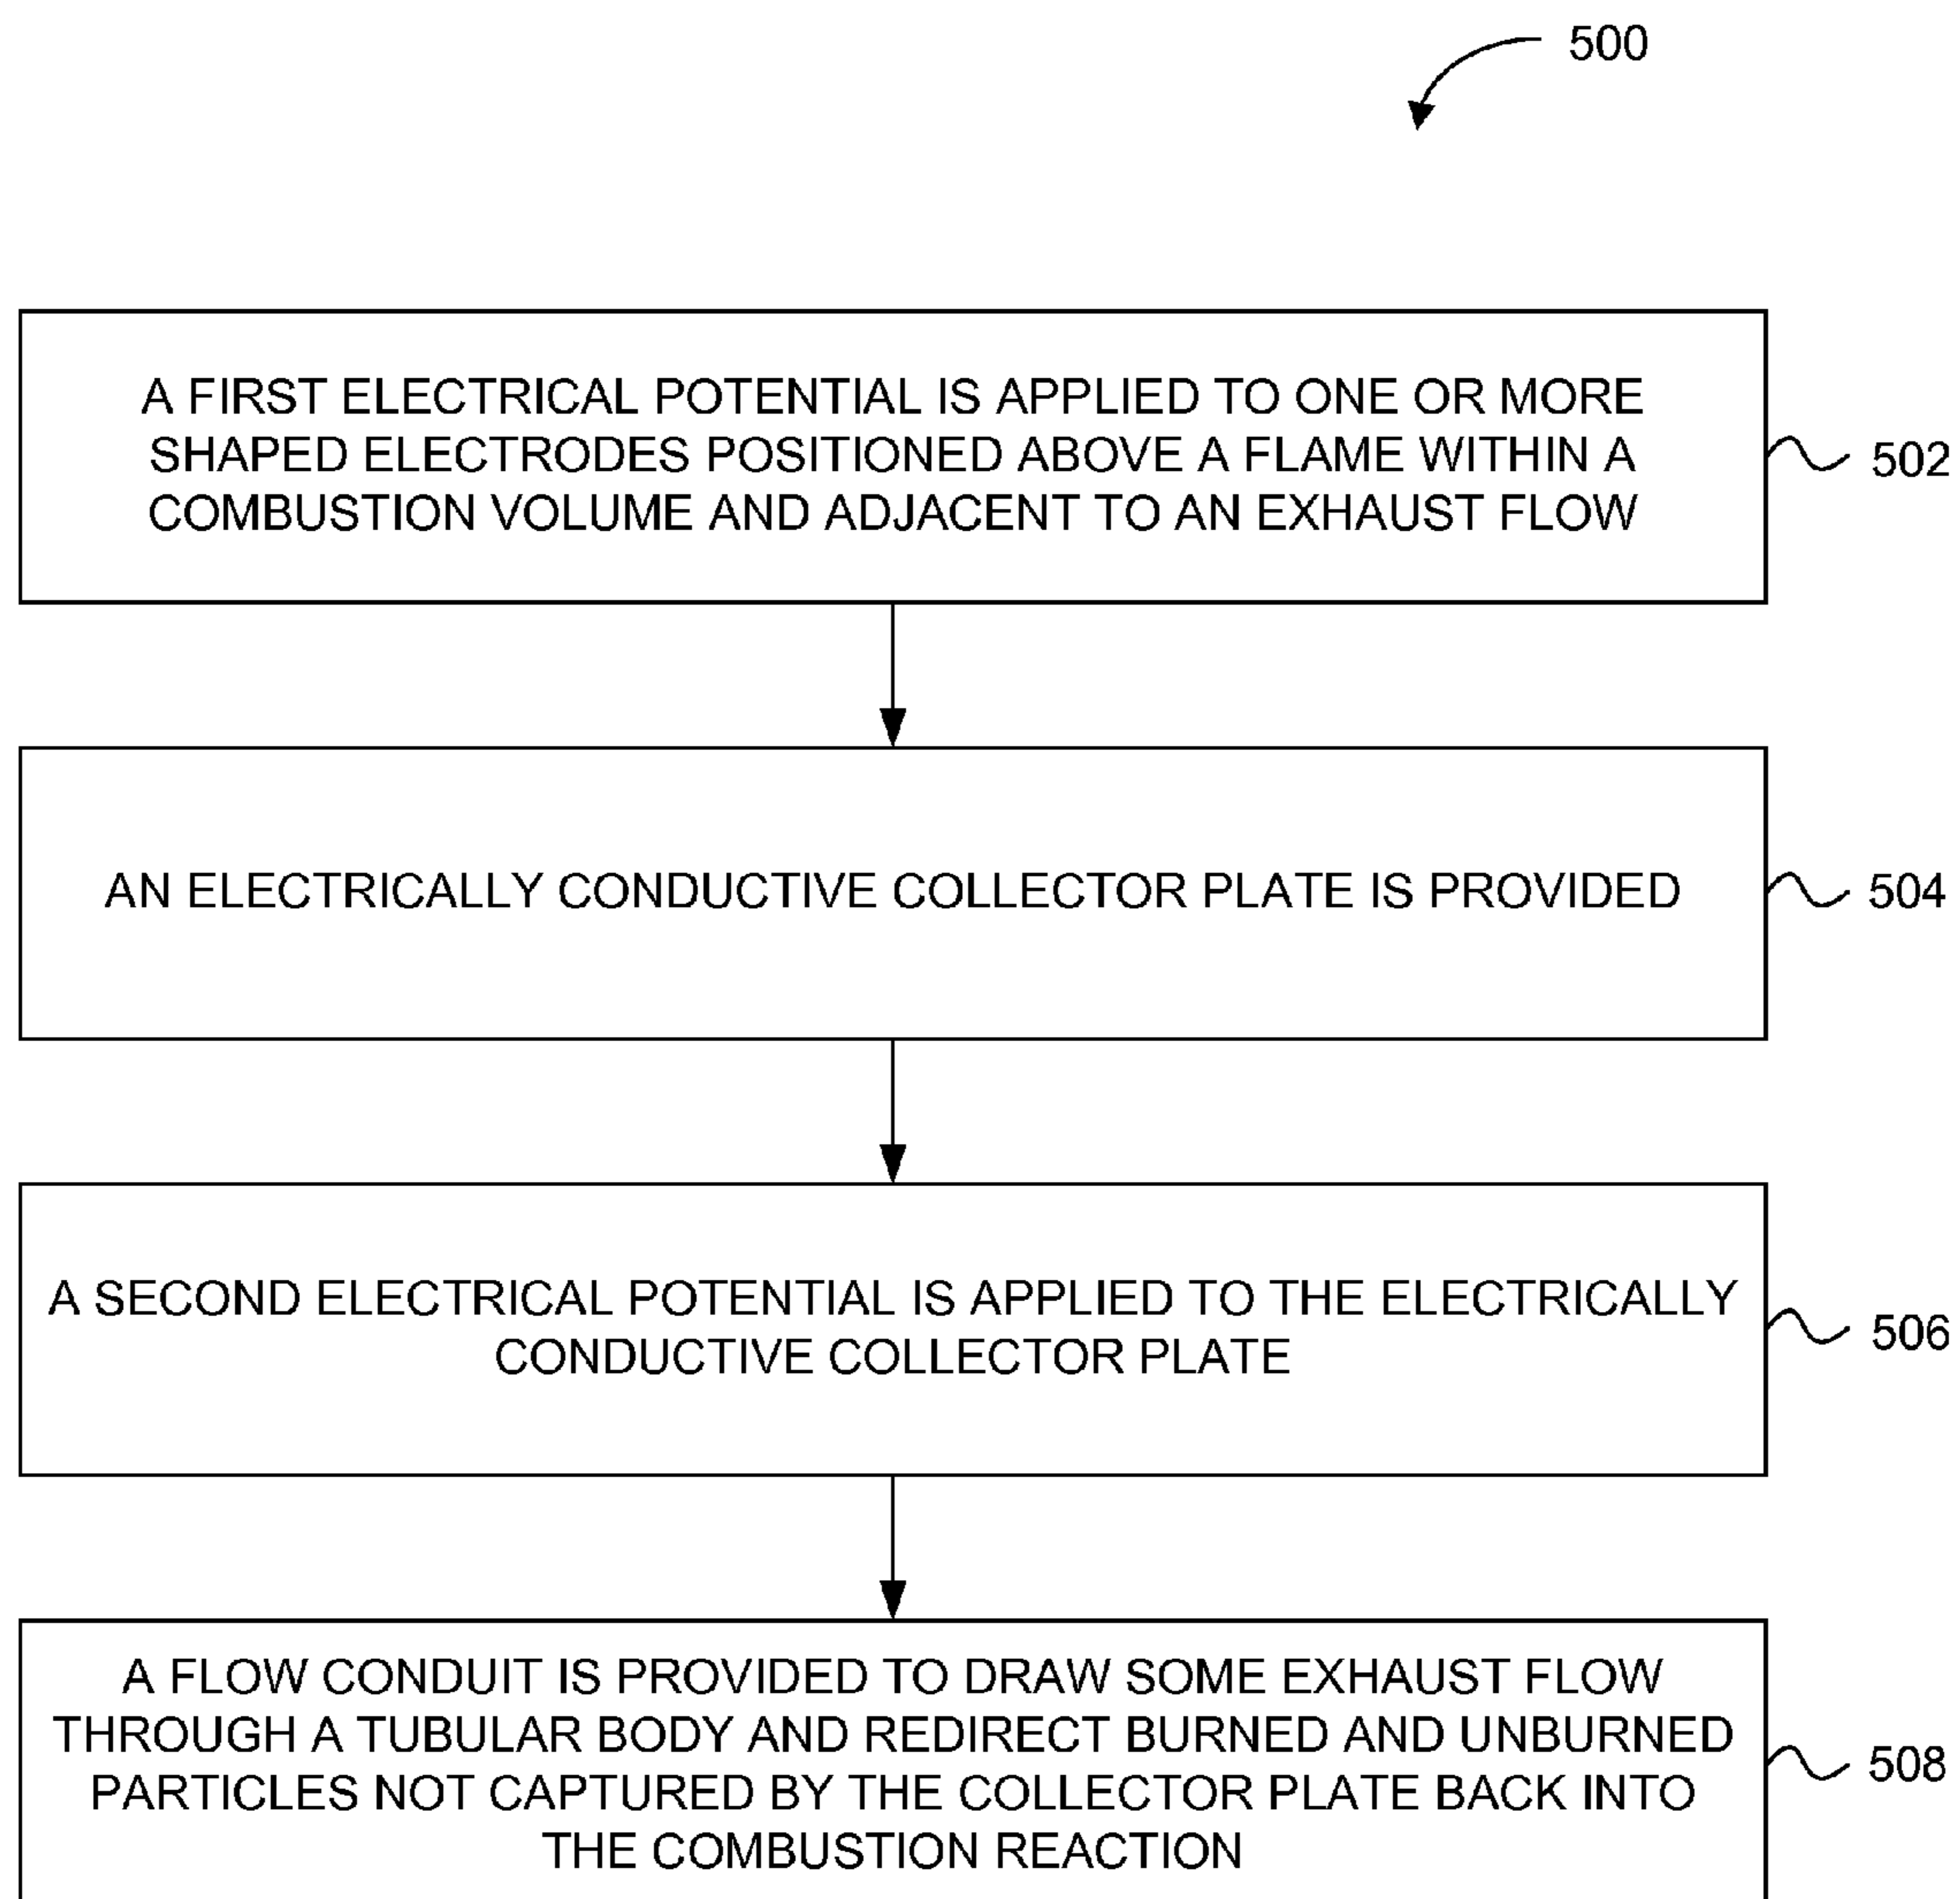 500
A FIRST ELECTRICAL POTENTIAL IS APPLIED TO ONE OR MORE
SHAPED ELECTRODES POSITIONED ABOVE A FLAME WITHIN A
COMBUSTION VOLUME AND ADJACENT TO AN EXHAUST FLOW
502
AN ELECTRICALLY CONDUCTIVE COLLECTOR PLATE IS PROVIDED
504
A SECOND ELECTRICAL POTENTIAL IS APPLIED TO THE ELECTRICALLY
CONDUCTIVE COLLECTOR PLATE
506
A FLOW CONDUIT IS PROVIDED TO DRAW SOME EXHAUST FLOW
THROUGH A TUBULAR BODY AND REDIRECT BURNED AND UNBURNED
PARTICLES NOT CAPTURED BY THE COLLECTOR PLATE BACK INTO
THE COMBUSTION REACTION
508